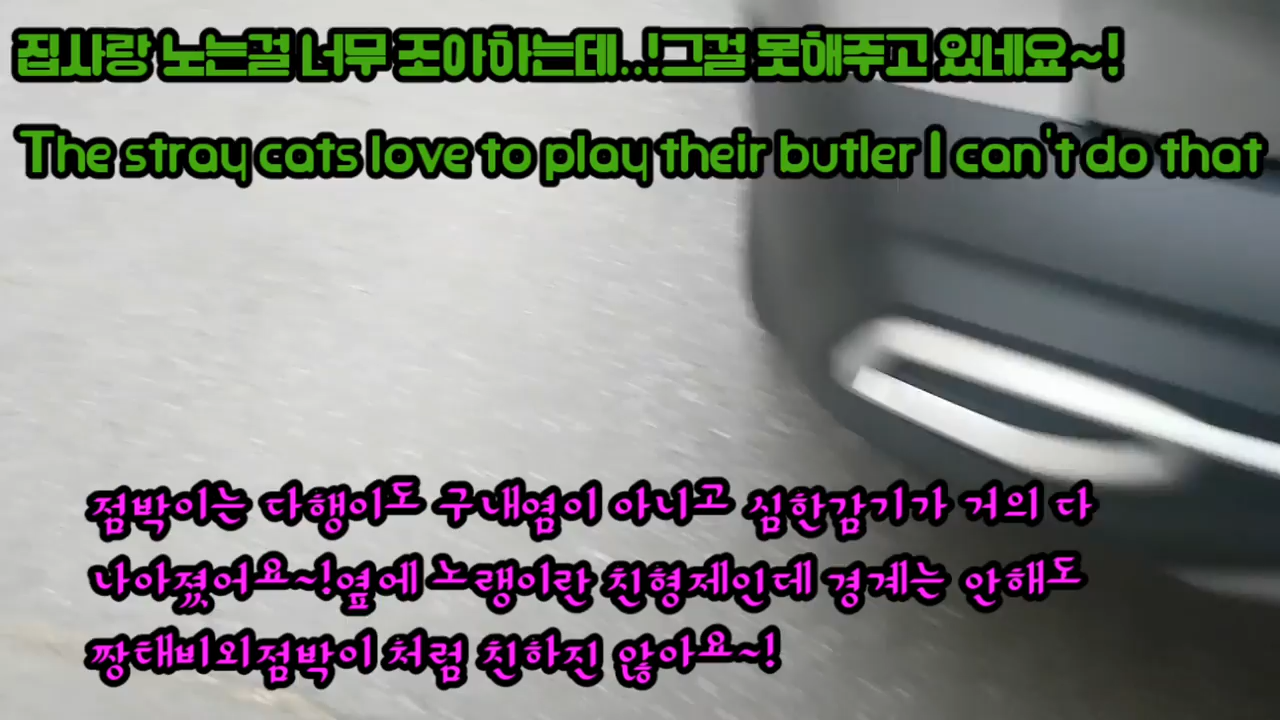 집사랑 노는걸 너무 조아하는데..!그걸 못해주고 있네요~!
The stray cats love to play their butler I can't do that
점박이는 다행이도 구내염이 아니고 심한감기가 거의 다
나아졌어요~!옆에 노랭이란 친형제인데 경계는 안해도
짱태비외점박이 처럼 친하진 않아요~!